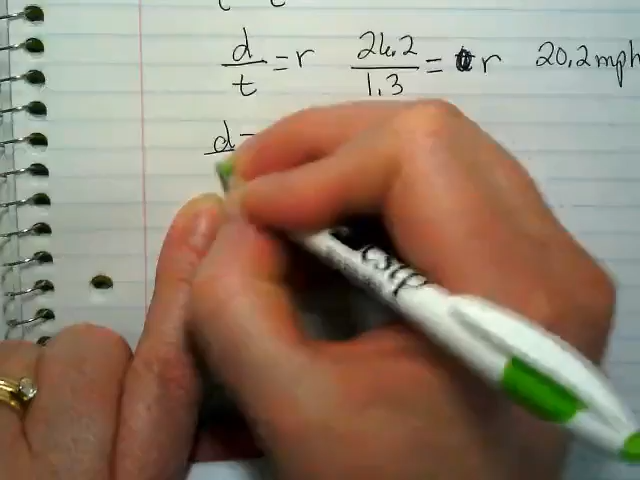 d/t = r   26.2/1.3 = r   20.2mph
d =